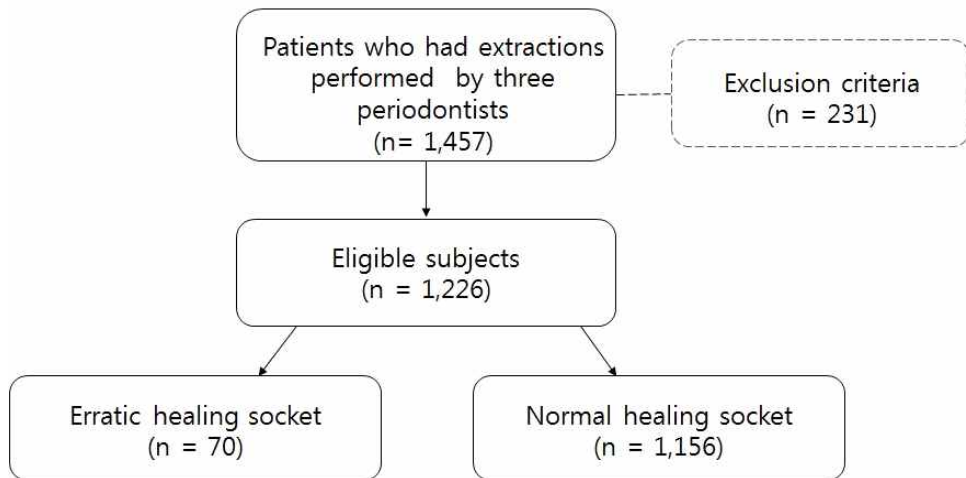 Patients who had extractions
performed by three
periodontists
(n= 1,457)
Exclusion criteria
(n = 231)
Eligible subjects
(n = 1,226)
Erratic healing socket
(n = 70)
Normal healing socket
(n = 1,156)